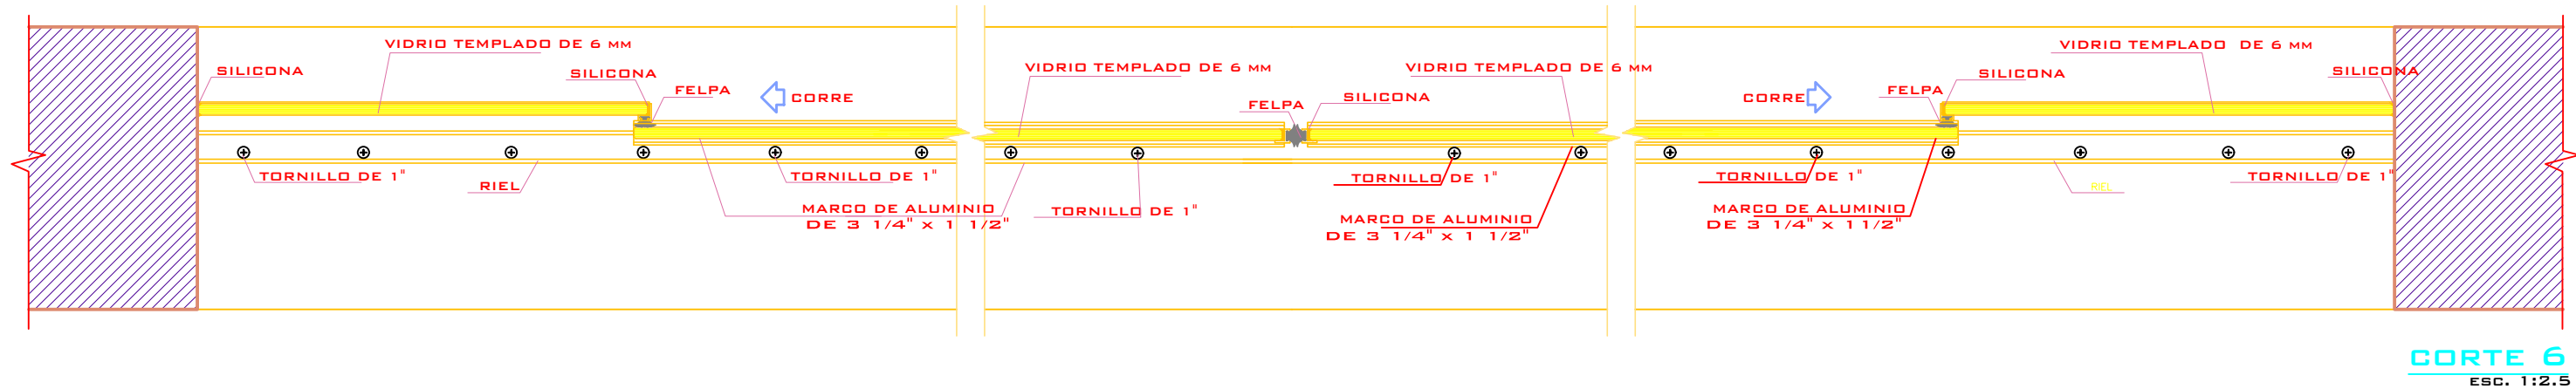 VIDRIO TEMPLADO DE 6 MM
SILICONA
SILICONA
FELPA
CORRE
TORNILLO DE 1"
RIEL
TORNILLO DE 1"
MARCO DE ALUMINIO
DE 3 1/4" X 1 1/2"
VIDRIO TEMPLADO DE 6 MM
VIDRIO TEMPLADO DE 6 MM
FELPA
SILICONA
TORNILLO DE 1"
TORNILLO DE 1"
MARCO DE ALUMINIO
DE 3 1/4" X 1 1/2"
VIDRIO TEMPLADO DE 6 MM
SILICONA
SILICONA
FELPA
CORRE
TORNILLO DE 1"
RIEL
TORNILLO DE 1"
MARCO DE ALUMINIO
DE 3 1/4" X 1 1/2"
CORTE 6
ESC. 1:2.5